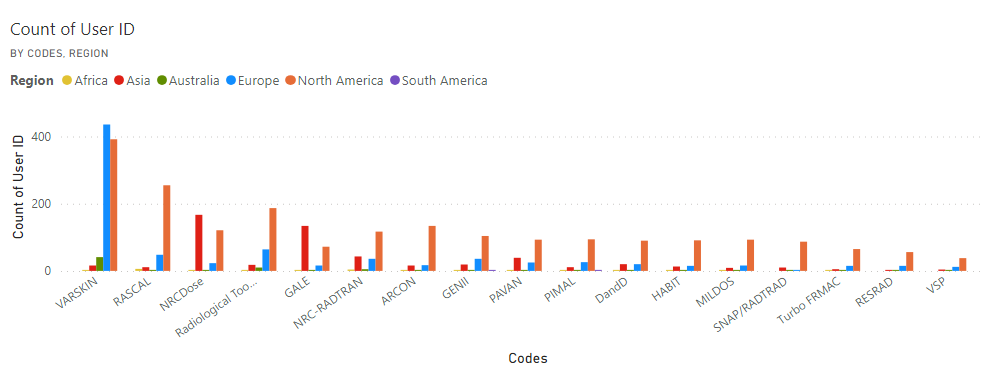 Count of User ID
BY CODES, REGION
Region Africa Asia Australia Europe North America South America
Count of User ID
400
200
0
VARSKIN
RASCAL
NRCDose
Radiological Too...
GALE
NRC-RADTRAN
ARCON
GENII
PAVAN
PIMAL
DandD
HABIT
MILDOS
SNAP/RADTRAD
Turbo FRMAC
RESRAD
VSP
Codes